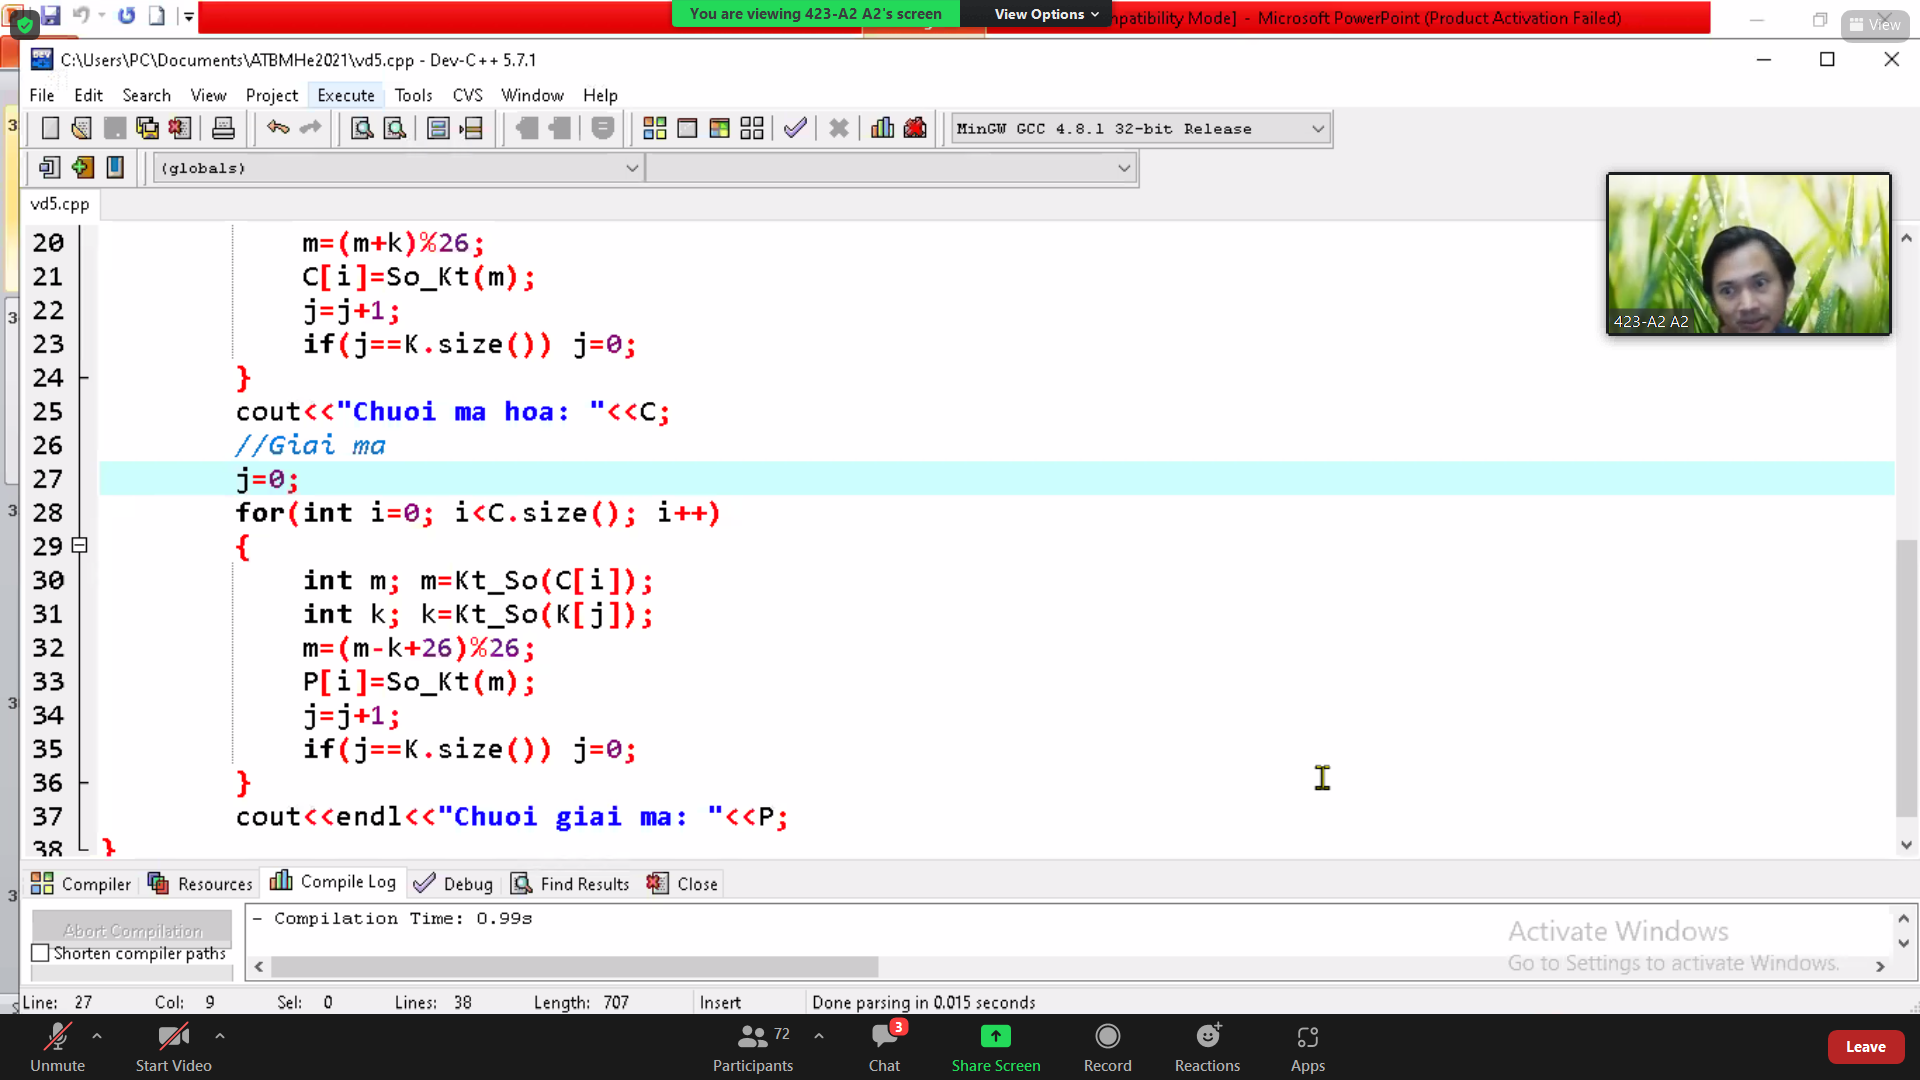 You are viewing 423-A2 A2's screen
View Options
npatibility Mode] - Microsoft PowerPoint (Product Activation Failed)
View
C:\Users\PC\Documents\ATBMHe2021\vd5.cpp - Dev-C++ 5.7.1
File Edit Search View Project Execute Tools CVS Window Help
MinGW GCC 4.8.1 32-bit Release
(globals)
vd5.cpp
423-A2 A2
20 m=(m+k)%26;
21 C[i]=So_Kt(m);
22 j=j+1;
23 if(j==K.size()) j=0;
24 }
25 cout<<"Chuoi ma hoa: "<<C;
26 //Giai ma
27 j=0;
28 for(int i=0; i<C.size(); i++)
29 {
30 int m; m=Kt_So(C[i]);
31 int k; k=Kt_So(K[j]);
32 m=(m-k+26)%26;
33 P[i]=So_Kt(m);
34 j=j+1;
35 if(j==K.size()) j=0;
36 }
37 cout<<endl<<"Chuoi giai ma: "<<P;
38 }
3
3
3
3
3
Compiler Resources Compile Log Debug Find Results Close
Abort Compilation
Shorten compiler paths
- Compilation Time: 0.99s
Activate Windows
Go to Settings to activate Windows.
Line: 27 Col: 9 Sel: 0 Lines: 38 Length: 707 Insert Done parsing in 0.015 seconds
Unmute
Start Video
72
Participants
3
Chat
Share Screen
Record
Reactions
Apps
Leave